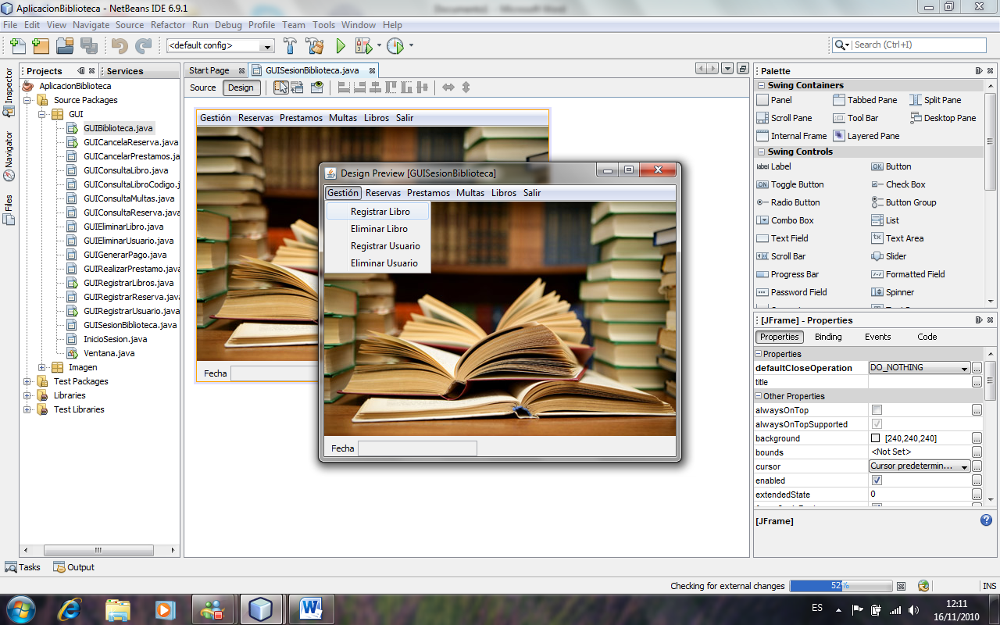 AplicacionBiblioteca - NetBeans IDE 6.9.1
Documento1 - Microsoft Word
File Edit View Navigate Source Refactor Run Debug Profile Team Tools Window Help
<default config>
Search (Ctrl+I)
Inspector
Navigator
Files
Projects
Services
AplicacionBiblioteca
Source Packages
GUI
GUIBiblioteca.java
GUICancelaReserva.java
GUICancelarPrestamos.ja
GUIConsultaLibro.java
GUIConsultaLibroCodigo.j
GUIConsultaMultas.java
GUIConsultaReserva.java
GUIEliminarLibro.java
GUIEliminarUsuario.java
GUIGenerarPago.java
GUIRealizarPrestamo.java
GUIRegistrarLibros.java
GUIRegistrarReserva.java
GUIRegistrarUsuario.java
GUISesionBiblioteca.java
InicioSesion.java
Ventana.java
Imagen
Test Packages
Libraries
Test Libraries
Start Page
GUISesionBiblioteca.java
Source Design
Gestión Reservas Prestamos Multas Libros Salir
Fecha
Design Preview [GUISesionBiblioteca]
Gestión Reservas Prestamos Multas Libros Salir
Registrar Libro
Eliminar Libro
Registrar Usuario
Eliminar Usuario
Fecha
Palette
Swing Containers
Panel Tabbed Pane Split Pane
Scroll Pane Tool Bar Desktop Pane
Internal Frame Layered Pane
Swing Controls
label Label OK Button
ON Toggle Button Check Box
Radio Button Button Group
Combo Box List
Text Field Text Area
Scroll Bar Slider
Progress Bar Formatted Field
Password Field Spinner
[JFrame] - Properties
Properties Binding Events Code
Properties
defaultCloseOperation DO_NOTHING
title
Other Properties
alwaysOnTop
alwaysOnTopSupported
background [240,240,240]
bounds <Not Set>
cursor Cursor predetermin...
enabled
extendedState 0
[JFrame]
Tasks Output
Checking for external changes 52% INS
ES
12:11
16/11/2010